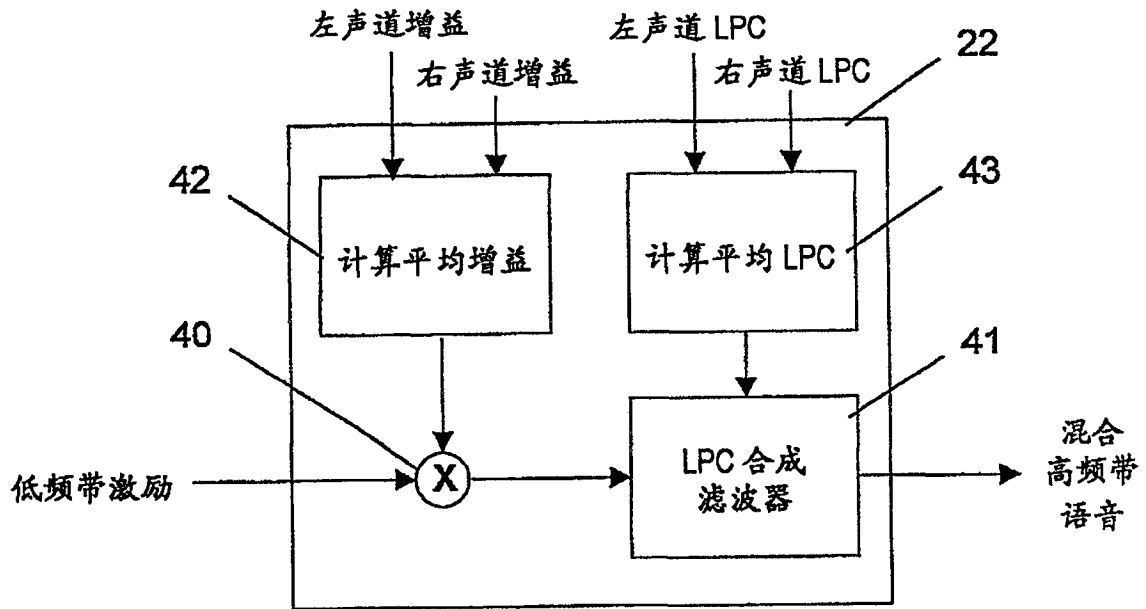 左声道增益
右声道增益
左声道 LPC
右声道 LPC
22
42
计算平均增益
43
计算平均 LPC
40
41
低频带激励
X
LPC 合成
滤波器
混合
高频带
语音